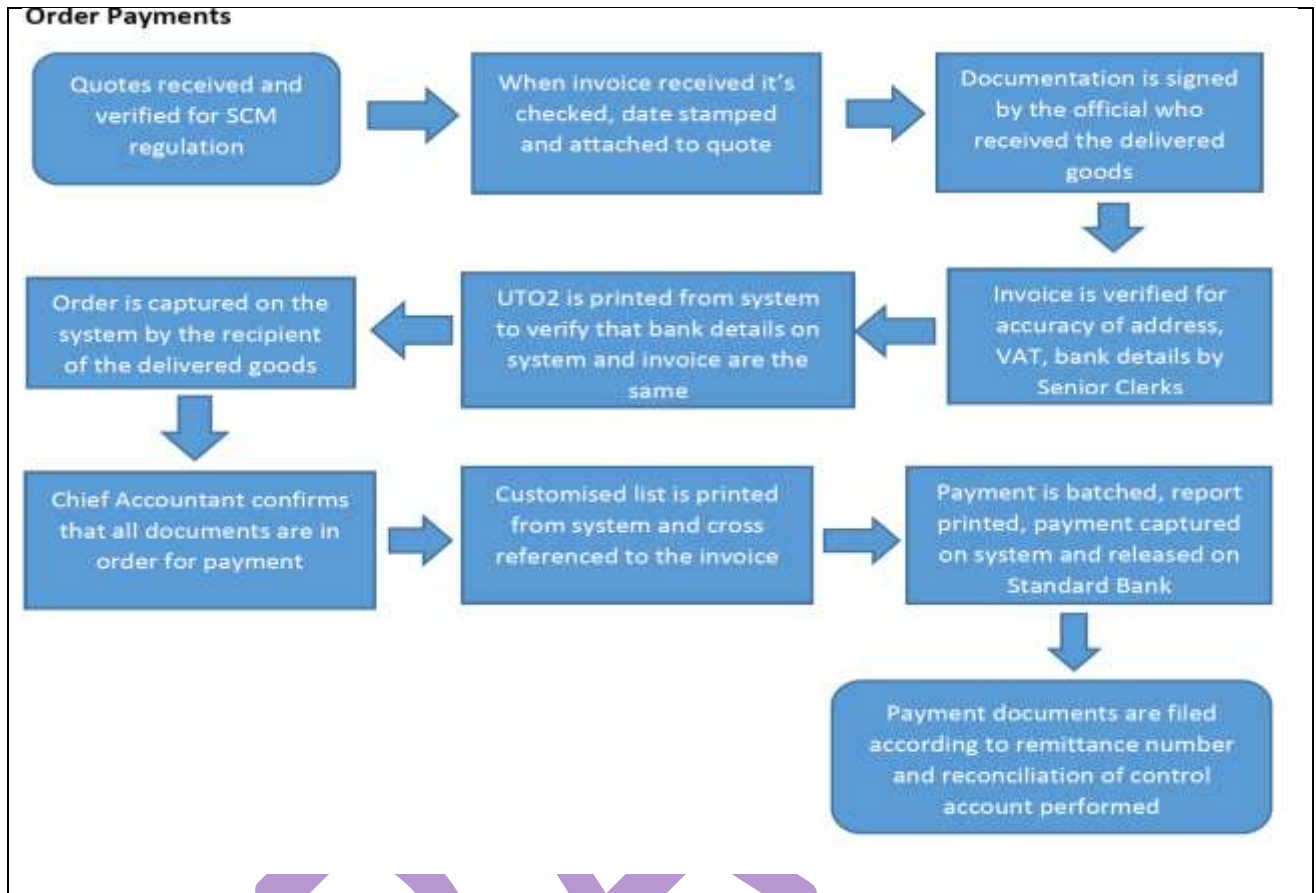 Order Payments
Quotes received and
verified for SCM
regulation
When invoice received it's
checked, date stamped
and attached to quote
Documentation is signed
by the official who
received the delivered
goods
Invoice is verified for
accuracy of address,
VAT, bank details by
Senior Clerks
UTO2 is printed from system
to verify that bank details on
system and invoice are the
same
Order is captured on the
system by the recipient
of the delivered goods
Chief Accountant confirms
that all documents are in
order for payment
Customised list is printed
from system and cross
referenced to the invoice
Payment is batched, report
printed, payment captured
on system and released on
Standard Bank
Payment documents are filed
according to remittance number
and reconciliation of control
account performed